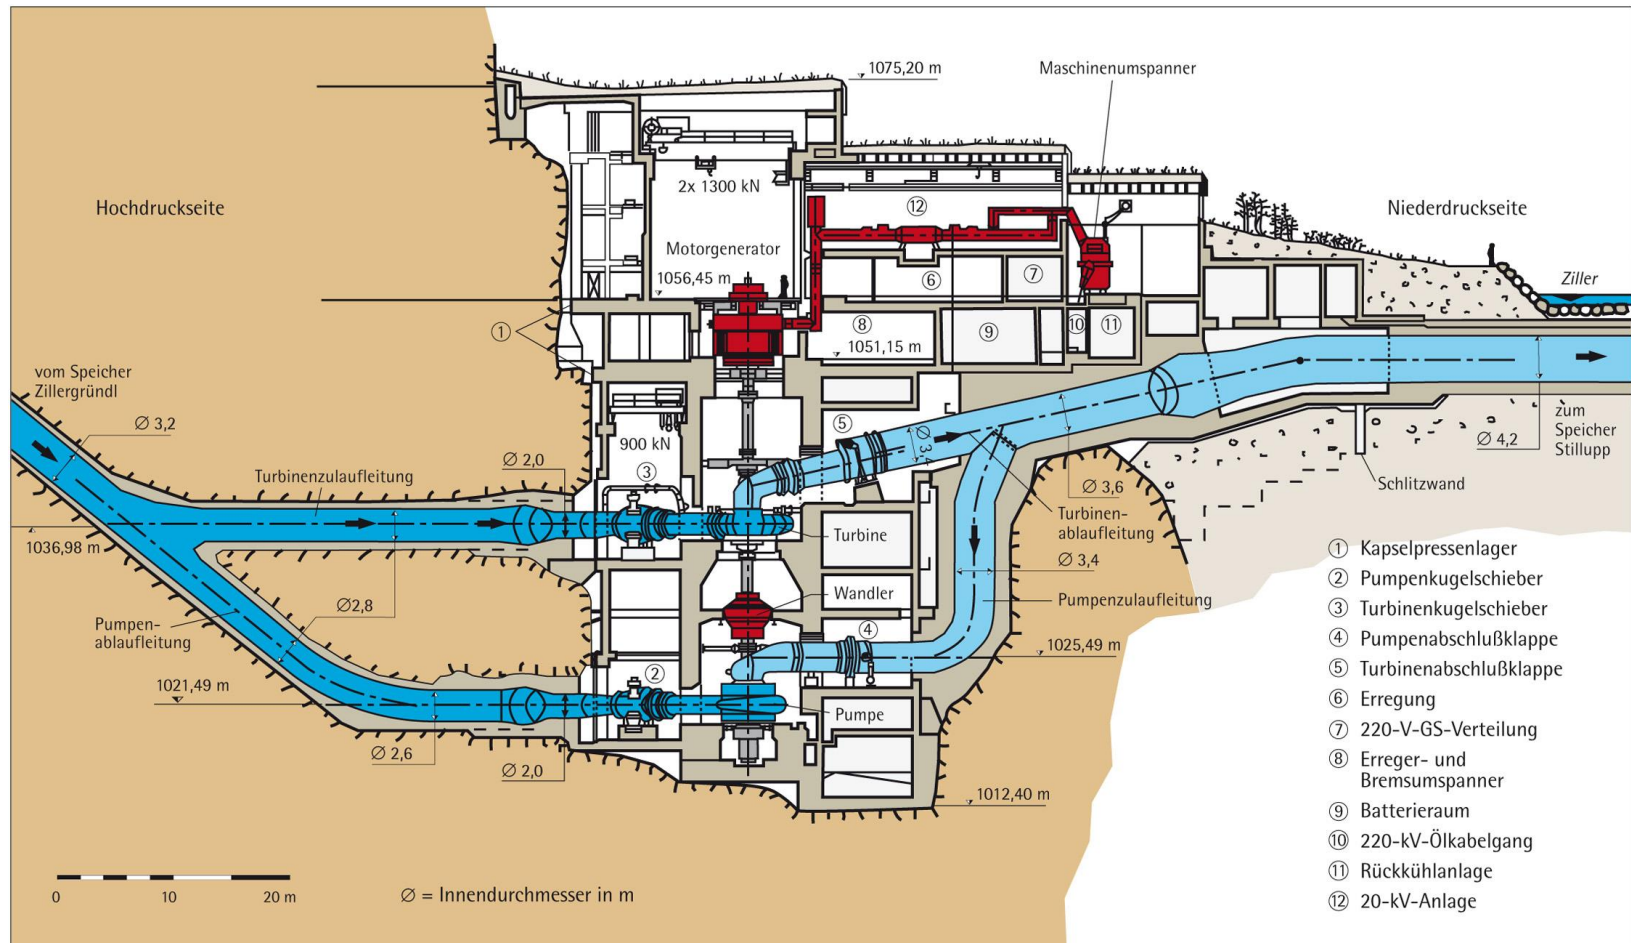 1075,20 m
Maschinenumspanner
Hochdruckseite
2x 1300 kN
⑫
Niederdruckseite
Motorgenerator
1056,45 m
⑥
⑦
Ziller
①
⑧
1051,15 m
⑨
⑩
⑪
vom Speicher
Zillergründl
Ø 3,2
900 kN
③
⑤
Ø 3,4
zum
Speicher
Stillupp
Ø 4,2
Turbinenzulaufleitung
Ø 2,0
Ø 3,6
Schlitzwand
1036,98 m
Turbine
Turbinen-
ablaufleitung
Ø 3,4
Ø2,8
Wandler
Pumpenzulaufleitung
Pumpen-
ablaufleitung
④
1025,49 m
②
1021,49 m
Pumpe
Ø 2,6
Ø 2,0
1012,40 m
① Kapselpressenlager
② Pumpenkugelschieber
③ Turbinenkugelschieber
④ Pumpenabschlußklappe
⑤ Turbinenabschlußklappe
⑥ Erregung
⑦ 220-V-GS-Verteilung
⑧ Erreger- und
Bremsumspanner
⑨ Batterieraum
⑩ 220-kV-Ölkabelgang
⑪ Rückkühlanlage
⑫ 20-kV-Anlage
0 10 20 m
Ø = Innendurchmesser in m